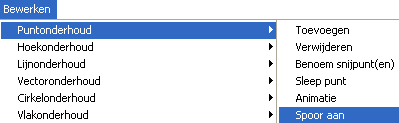 Bewerken
Puntonderhoud
Hoekonderhoud
Lijnonderhoud
Vectoronderhoud
Cirkelonderhoud
Vlakonderhoud
Toevoegen
Verwijderen
Benoem snijpunt(en)
Sleep punt
Animatie
Spoor aan